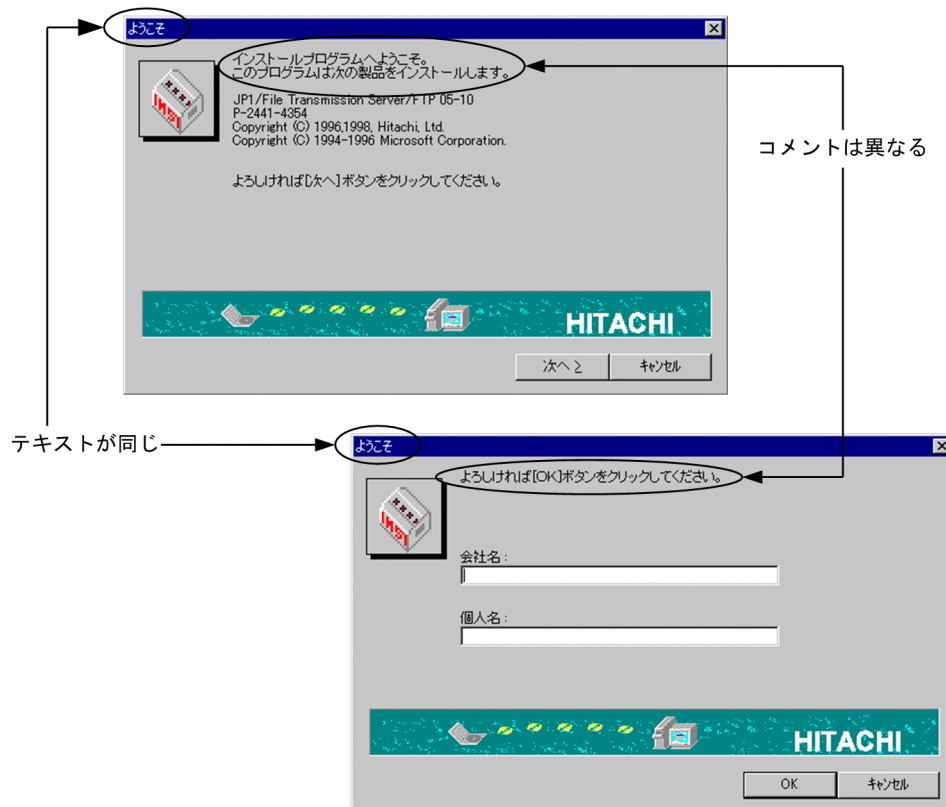 ようこそ
インストールプログラムへようこそ。
このプログラムは次の製品をインストールします。
JP1/File Transmission Server/FTP 05-10
P-2441-4354
Copyright (C) 1996,1998, Hitachi, Ltd.
Copyright (C) 1994-1996 Microsoft Corporation.
よろしければ[次へ]ボタンをクリックしてください。
INST
HITACHI
次へ ≥
キャンセル
コメントは異なる
テキストが同じ
ようこそ
よろしければ[OK]ボタンをクリックしてください。
INST
会社名:
個人名:
HITACHI
OK
キャンセル